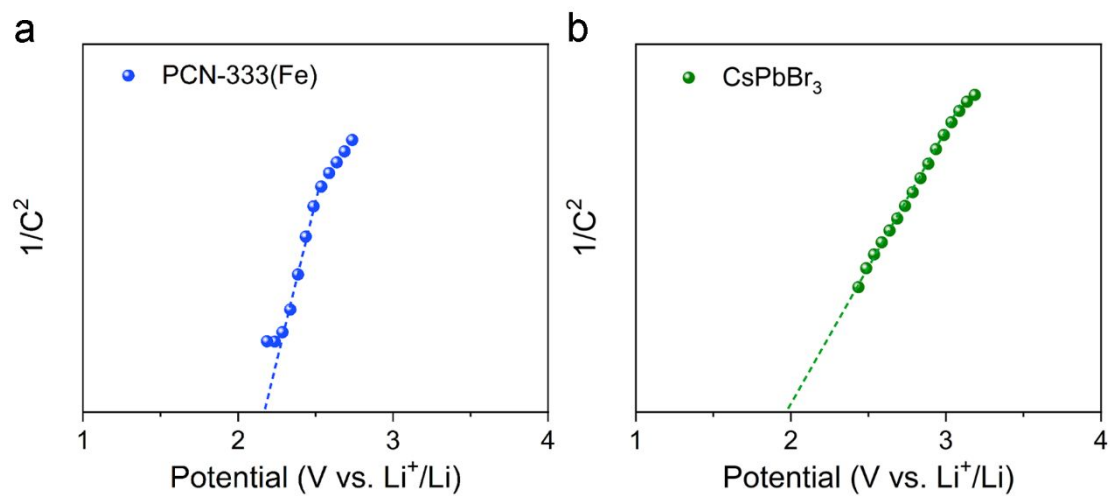 a
PCN-333(Fe)
1/C²
1
2
3
4
Potential (V vs. Li⁺/Li)
b
CsPbBr₃
1/C²
1
2
3
4
Potential (V vs. Li⁺/Li)